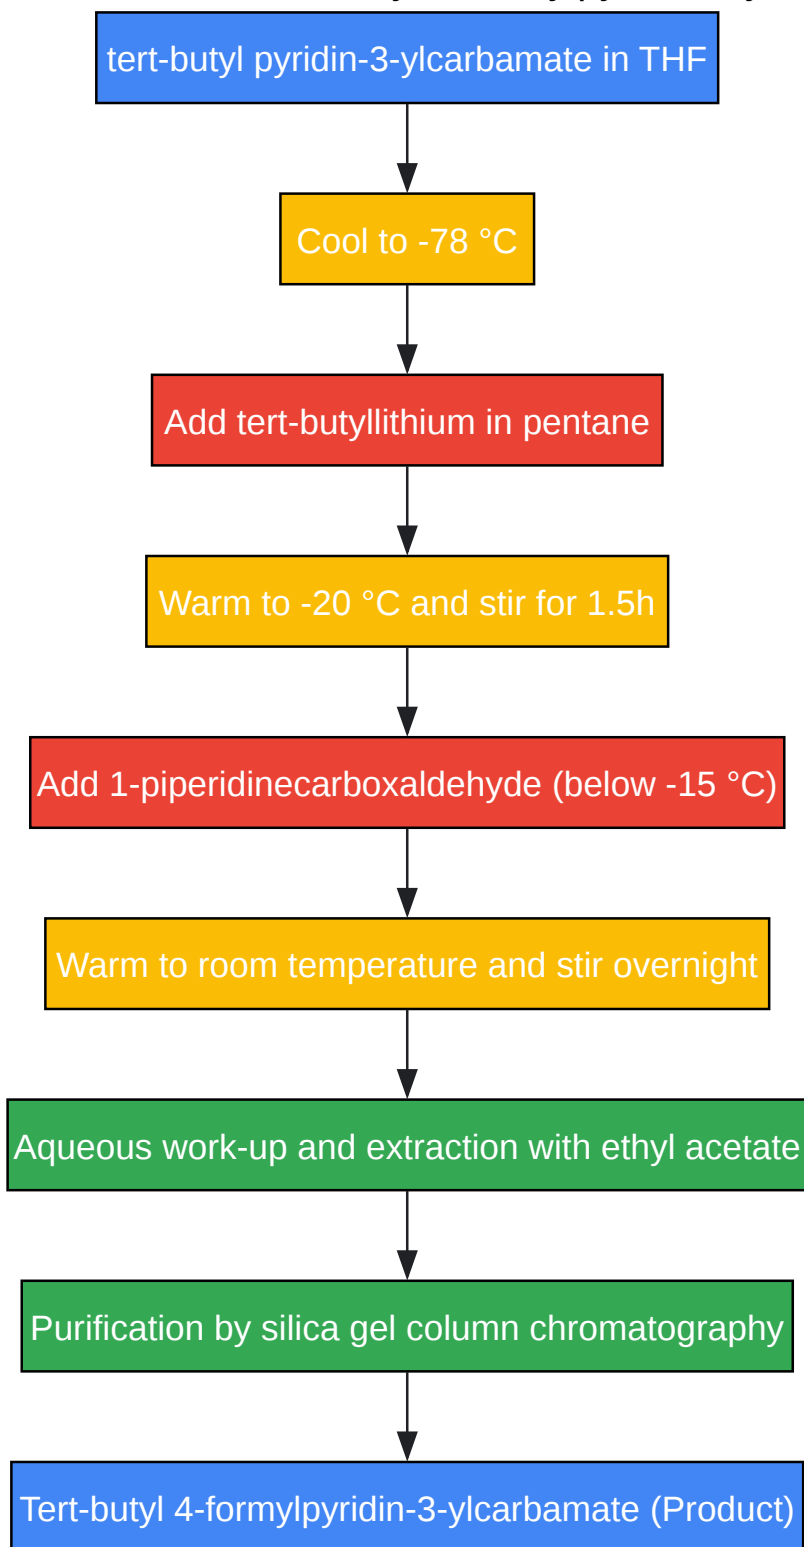 tert-butyl pyridin-3-ylcarbamate in THF
Cool to -78 °C
Add tert-butyllithium in pentane
Warm to -20 °C and stir for 1.5h
Add 1-piperidinecarboxaldehyde (below -15 °C)
Warm to room temperature and stir overnight
Aqueous work-up and extraction with ethyl acetate
Purification by silica gel column chromatography
Tert-butyl 4-formylpyridin-3-ylcarbamate (Product)